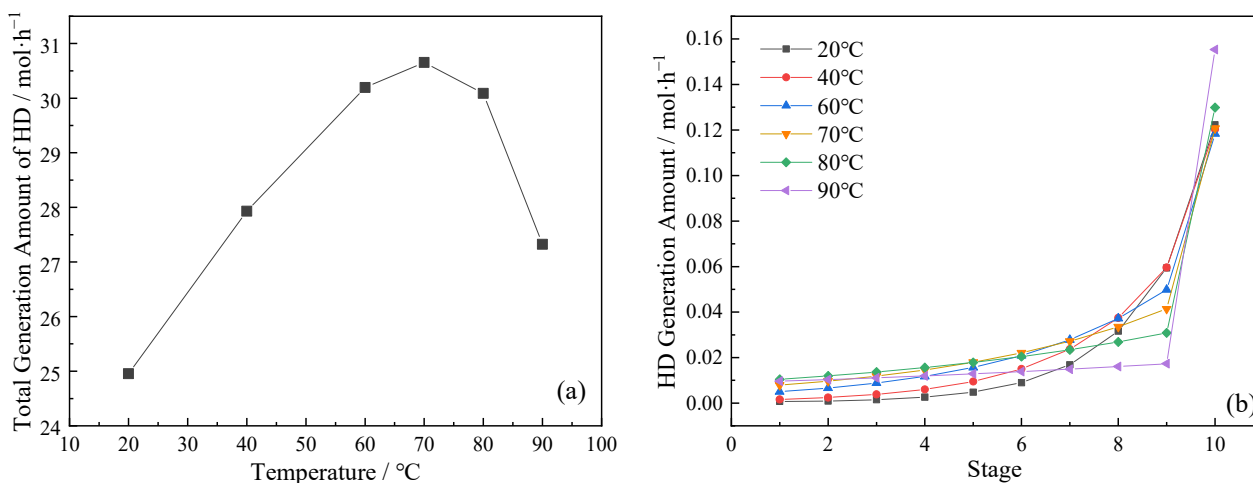 Total Generation Amount of HD / mol·h⁻¹
31
30
29
28
27
26
25
24
10 20 30 40 50 60 70 80 90 100
Temperature / °C
(a)
HD Generation Amount / mol·h⁻¹
0.16
0.14
0.12
0.10
0.08
0.06
0.04
0.02
0.00
20℃
40℃
60℃
70℃
80℃
90℃
0 2 4 6 8 10
Stage
(b)